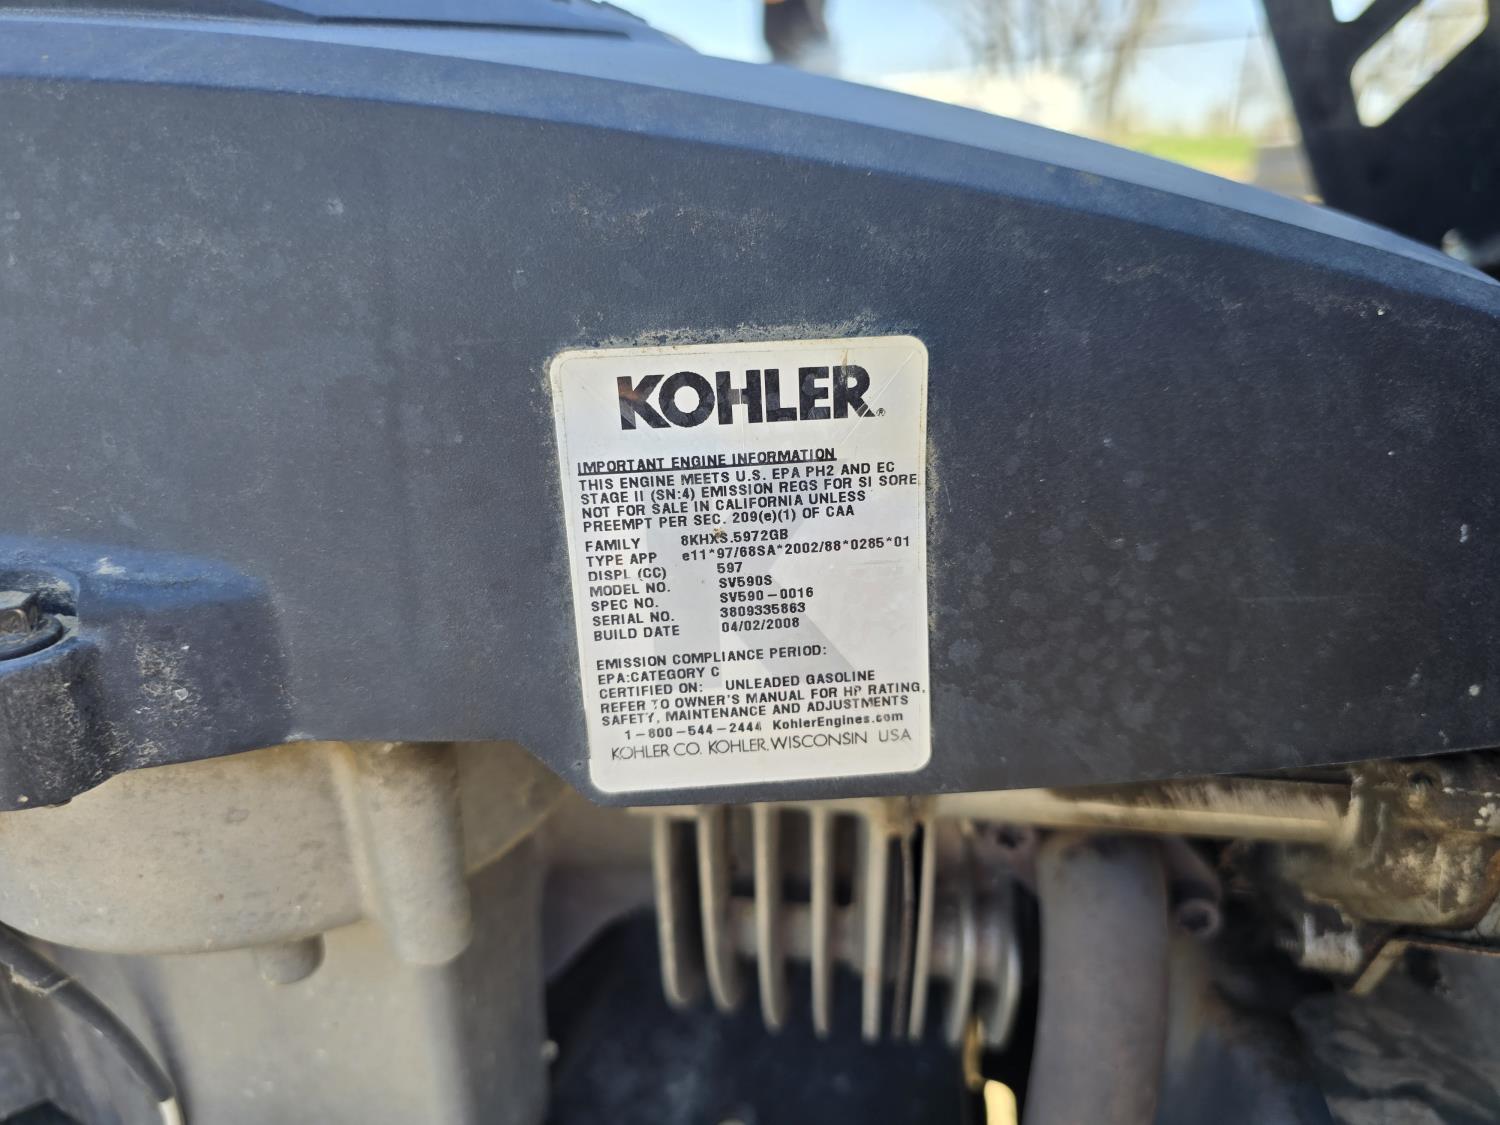 KOHLER®
IMPORTANT ENGINE INFORMATION
THIS ENGINE MEETS U.S. EPA PH2 AND EC
STAGE II (SN:4) EMISSION REGS FOR SI SORE
NOT FOR SALE IN CALIFORNIA UNLESS
PREEMPT PER SEC. 209(e)(1) OF CAA
FAMILY 8KHXS.5972GB
TYPE APP e11*97/68SA*2002/88*0285*01
DISPL (CC) 597
MODEL NO. SV590S
SPEC NO. SV590-0016
SERIAL NO. 3809335863
BUILD DATE 04/02/2008
EMISSION COMPLIANCE PERIOD:
EPA:CATEGORY C
CERTIFIED ON: UNLEADED GASOLINE
REFER TO OWNER'S MANUAL FOR HP RATING,
SAFETY, MAINTENANCE AND ADJUSTMENTS
1-800-544-2444 KohlerEngines.com
KOHLER CO. KOHLER, WISCONSIN USA